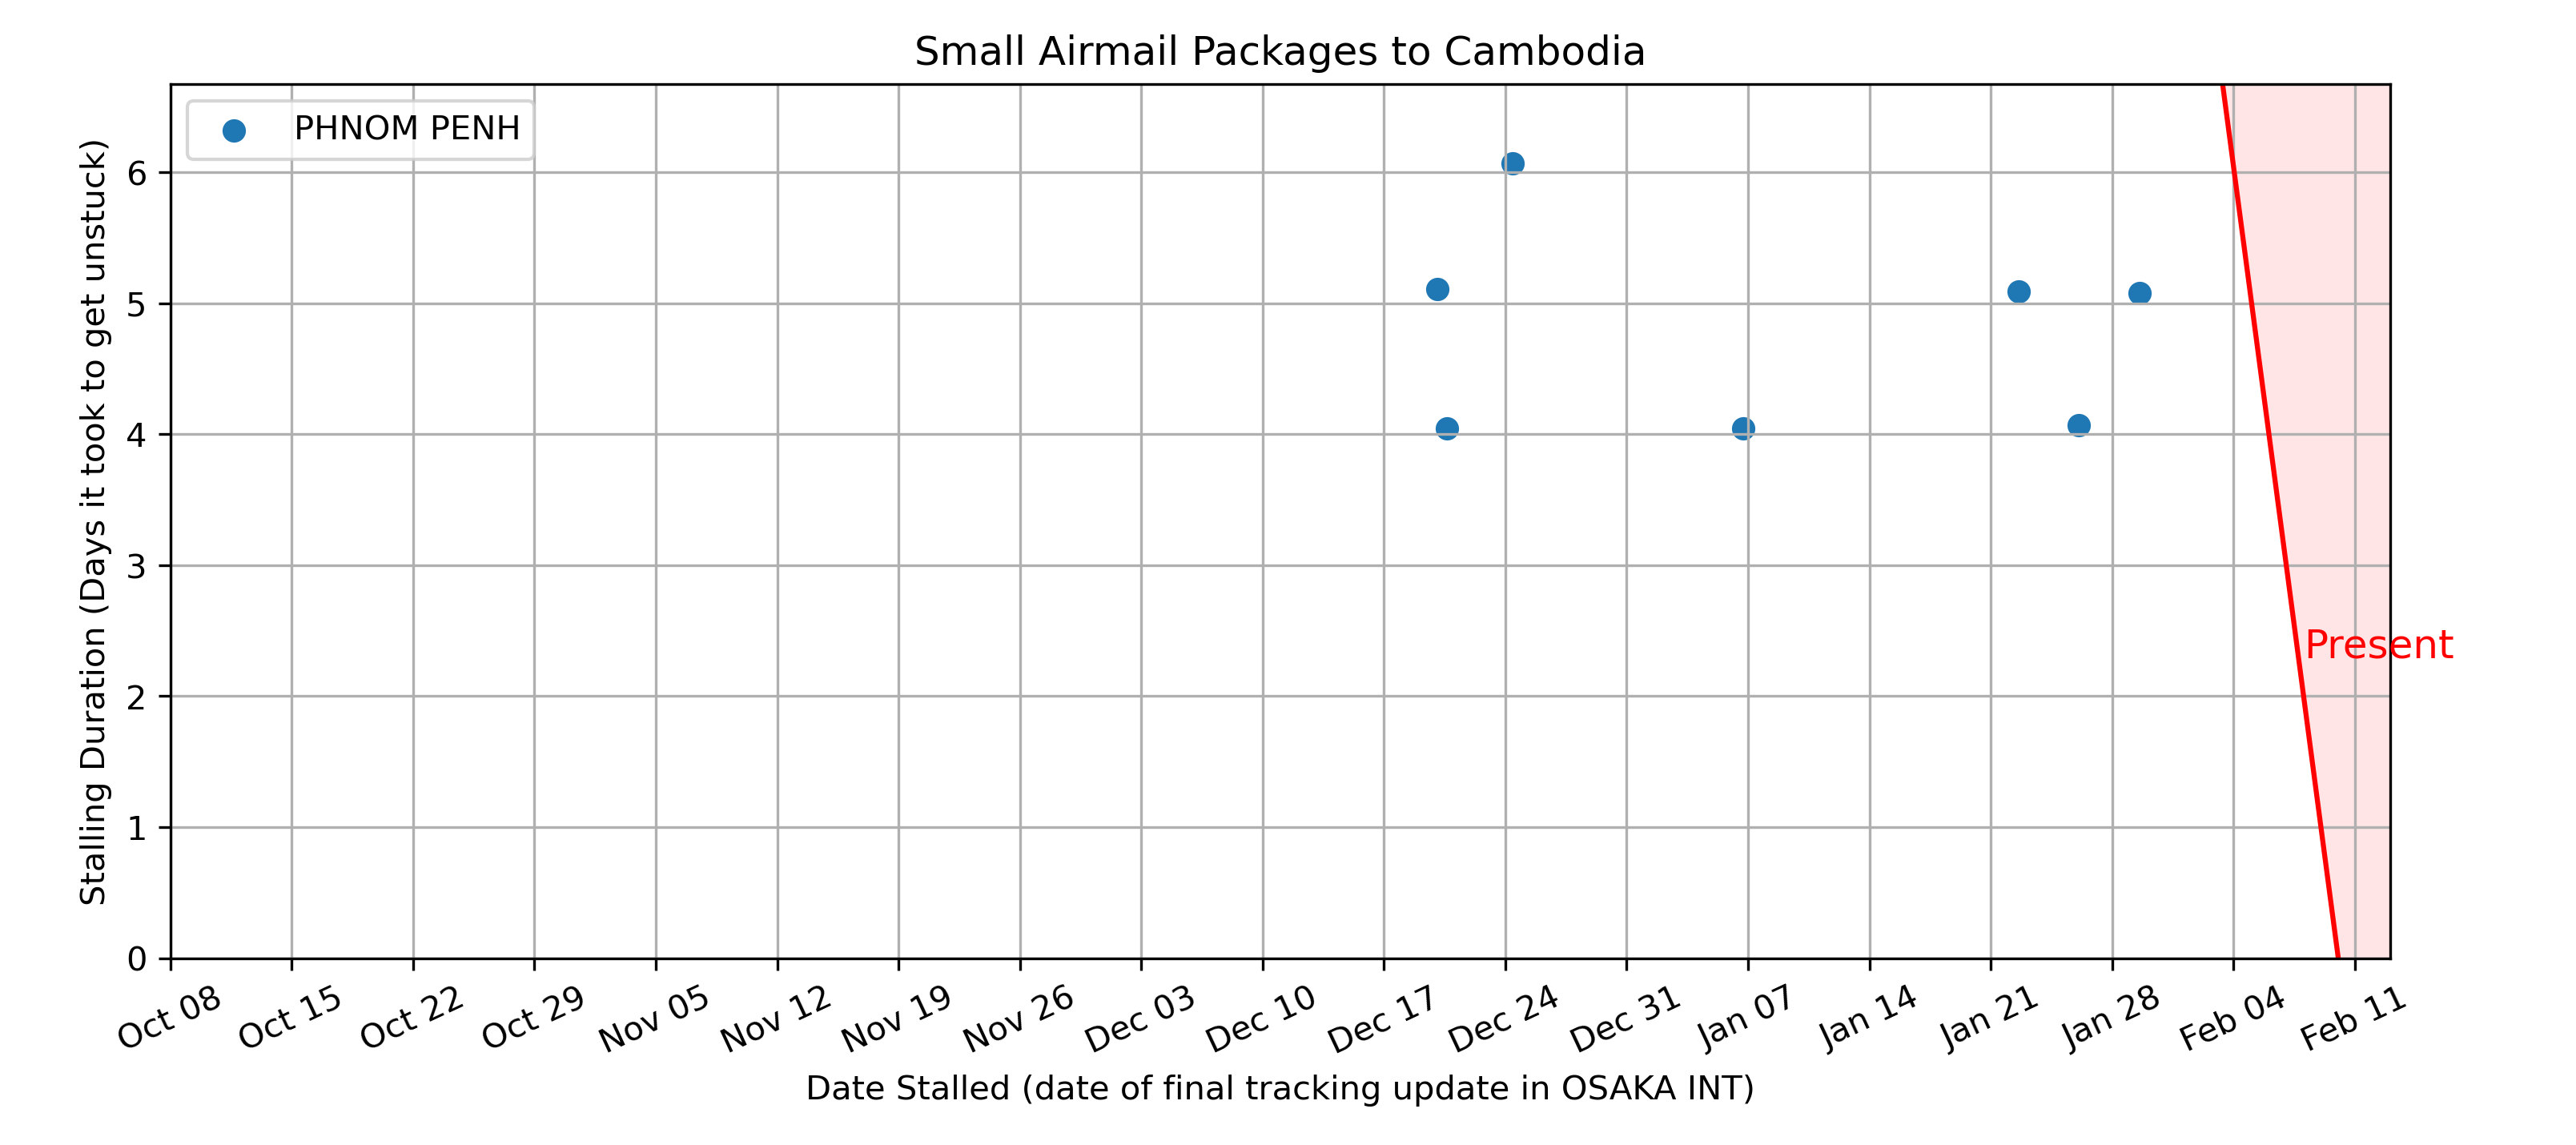 Small Airmail Packages to Cambodia
PHNOM PENH
Stalling Duration (Days it took to get unstuck)
6
5
4
3
2
1
0
Present
Oct 08
Oct 15
Oct 22
Oct 29
Nov 05
Nov 12
Nov 19
Nov 26
Dec 03
Dec 10
Dec 17
Dec 24
Dec 31
Jan 07
Jan 14
Jan 21
Jan 28
Feb 04
Feb 11
Date Stalled (date of final tracking update in OSAKA INT)